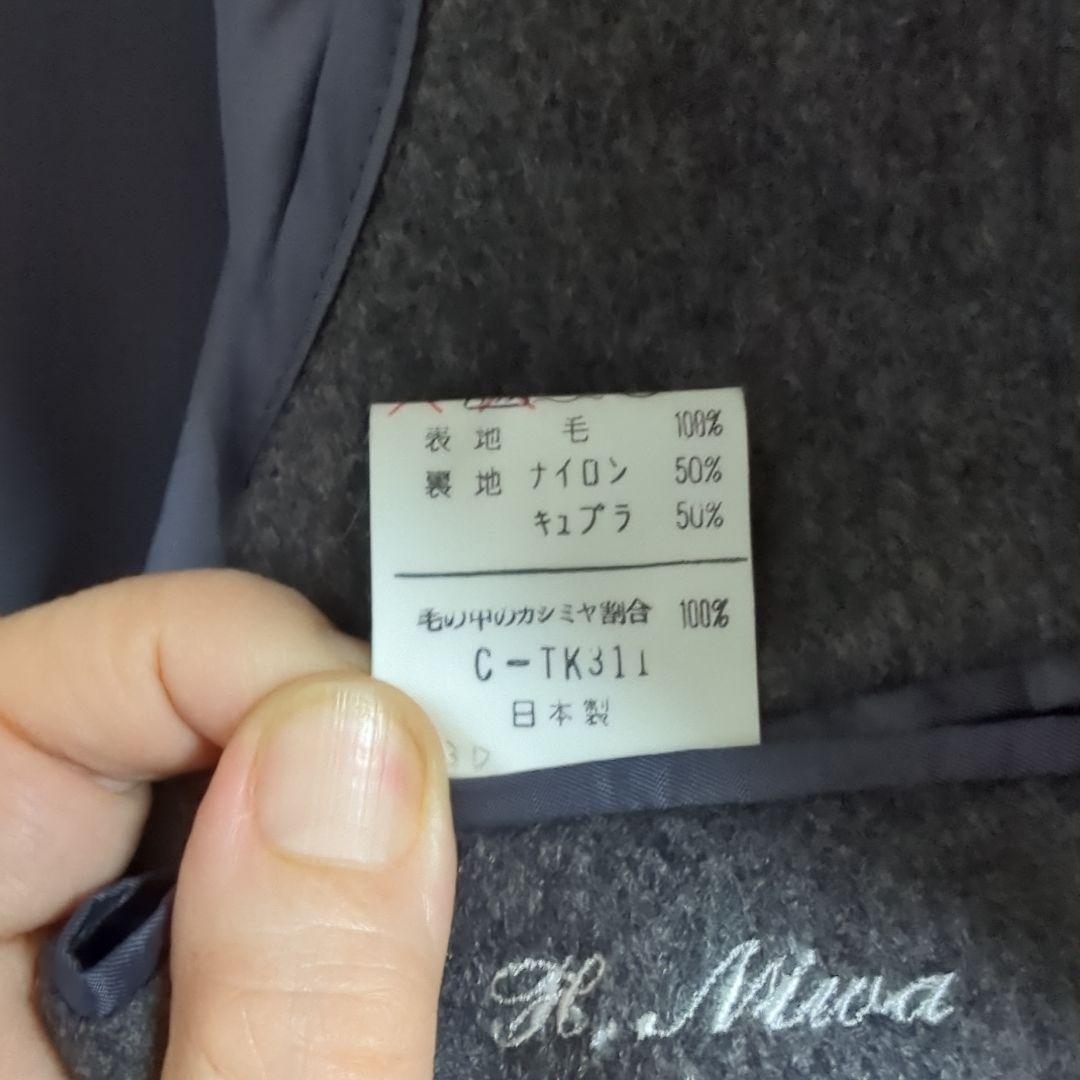 表地 毛 100%
裏地 ナイロン 50%
キュプラ 50%
毛の中のカシミヤ割合 100%
C-TK311
日本製
3D
H. Miwa